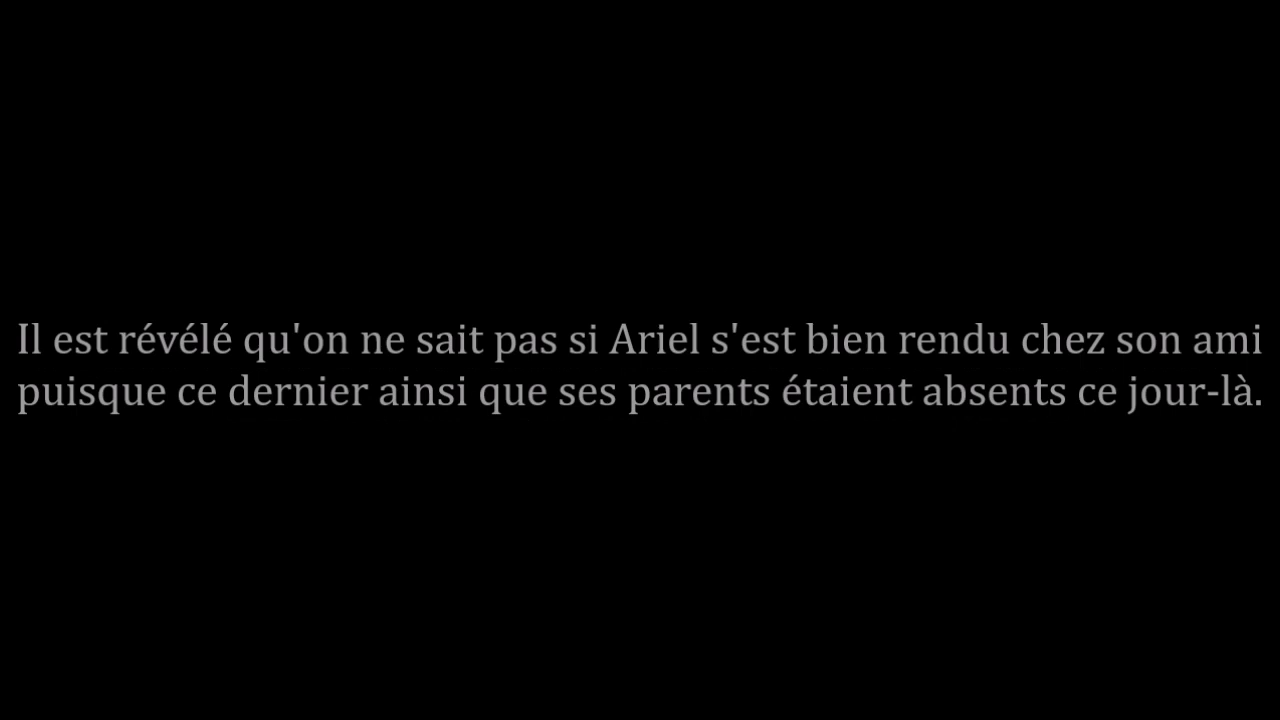 Il est révélé qu'on ne sait pas si Ariel s'est bien rendu chez son ami
puisque ce dernier ainsi que ses parents étaient absents ce jour-là.